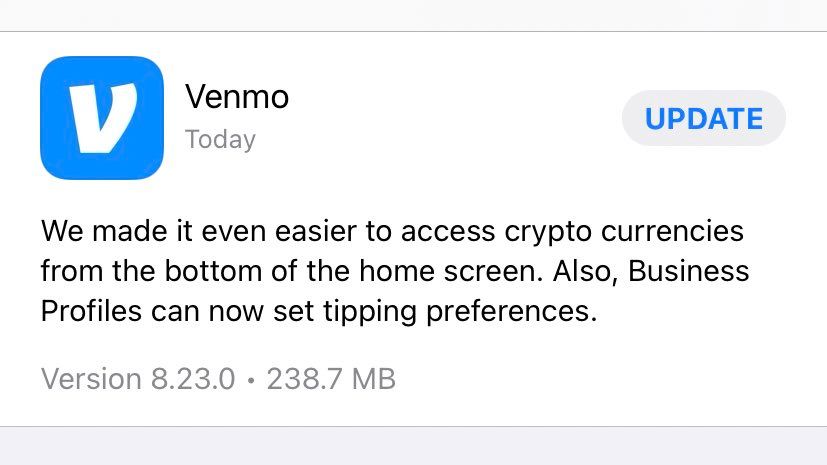 Venmo
Today
UPDATE
We made it even easier to access crypto currencies
from the bottom of the home screen. Also, Business
Profiles can now set tipping preferences.
Version 8.23.0 • 238.7 MB